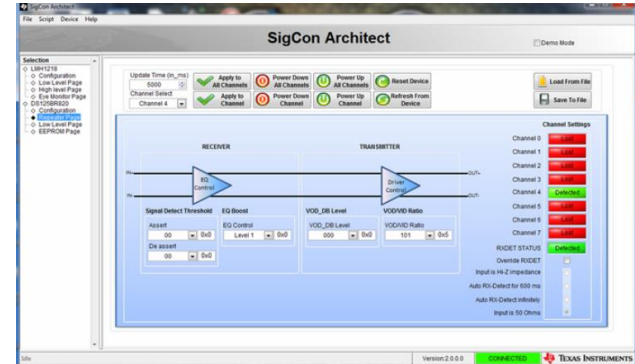 SigCon Architect
File Script Device Help
SigCon Architect
Demo Mode
Selection
LMH1218
Configuration
Low Level Page
High level Page
Eye Monitor Page
DS125BR820
Configuration
Repeater Page
Low Level Page
EEPROM Page
Update Time (in_ms)
5000
Channel Select
Channel 4
Apply to All Channels
Power Down All Channels
Power Up All Channels
Reset Device
Apply to Channel
Power Down Channel
Power Up Channel
Refresh From Device
Load From File
Save To File
RECEIVER
TRANSMITTER
IN+
IN-
EQ Control
Driver Control
OUT+
OUT-
Signal Detect Threshold
Assert
00 0x0
De assert
00 0x0
EQ Boost
EQ Control
Level 1 0x0
VOD_DB Level
VOD_DB Level
000 0x0
VOD/VID Ratio
VOD/VID Ratio
101 0x5
Channel Settings
Channel 0
Channel 1
Channel 2
Channel 3
Channel 4 Detected
Channel 5
Channel 6
Channel 7
RXDET STATUS Detected
Override RXDET
Input is Hi-Z impedance
Auto RX-Detect for 600 ms
Auto RX-Detect infinitely
Input is 50 Ohms
Idle
Version:2.0.0.0
CONNECTED
TEXAS INSTRUMENTS